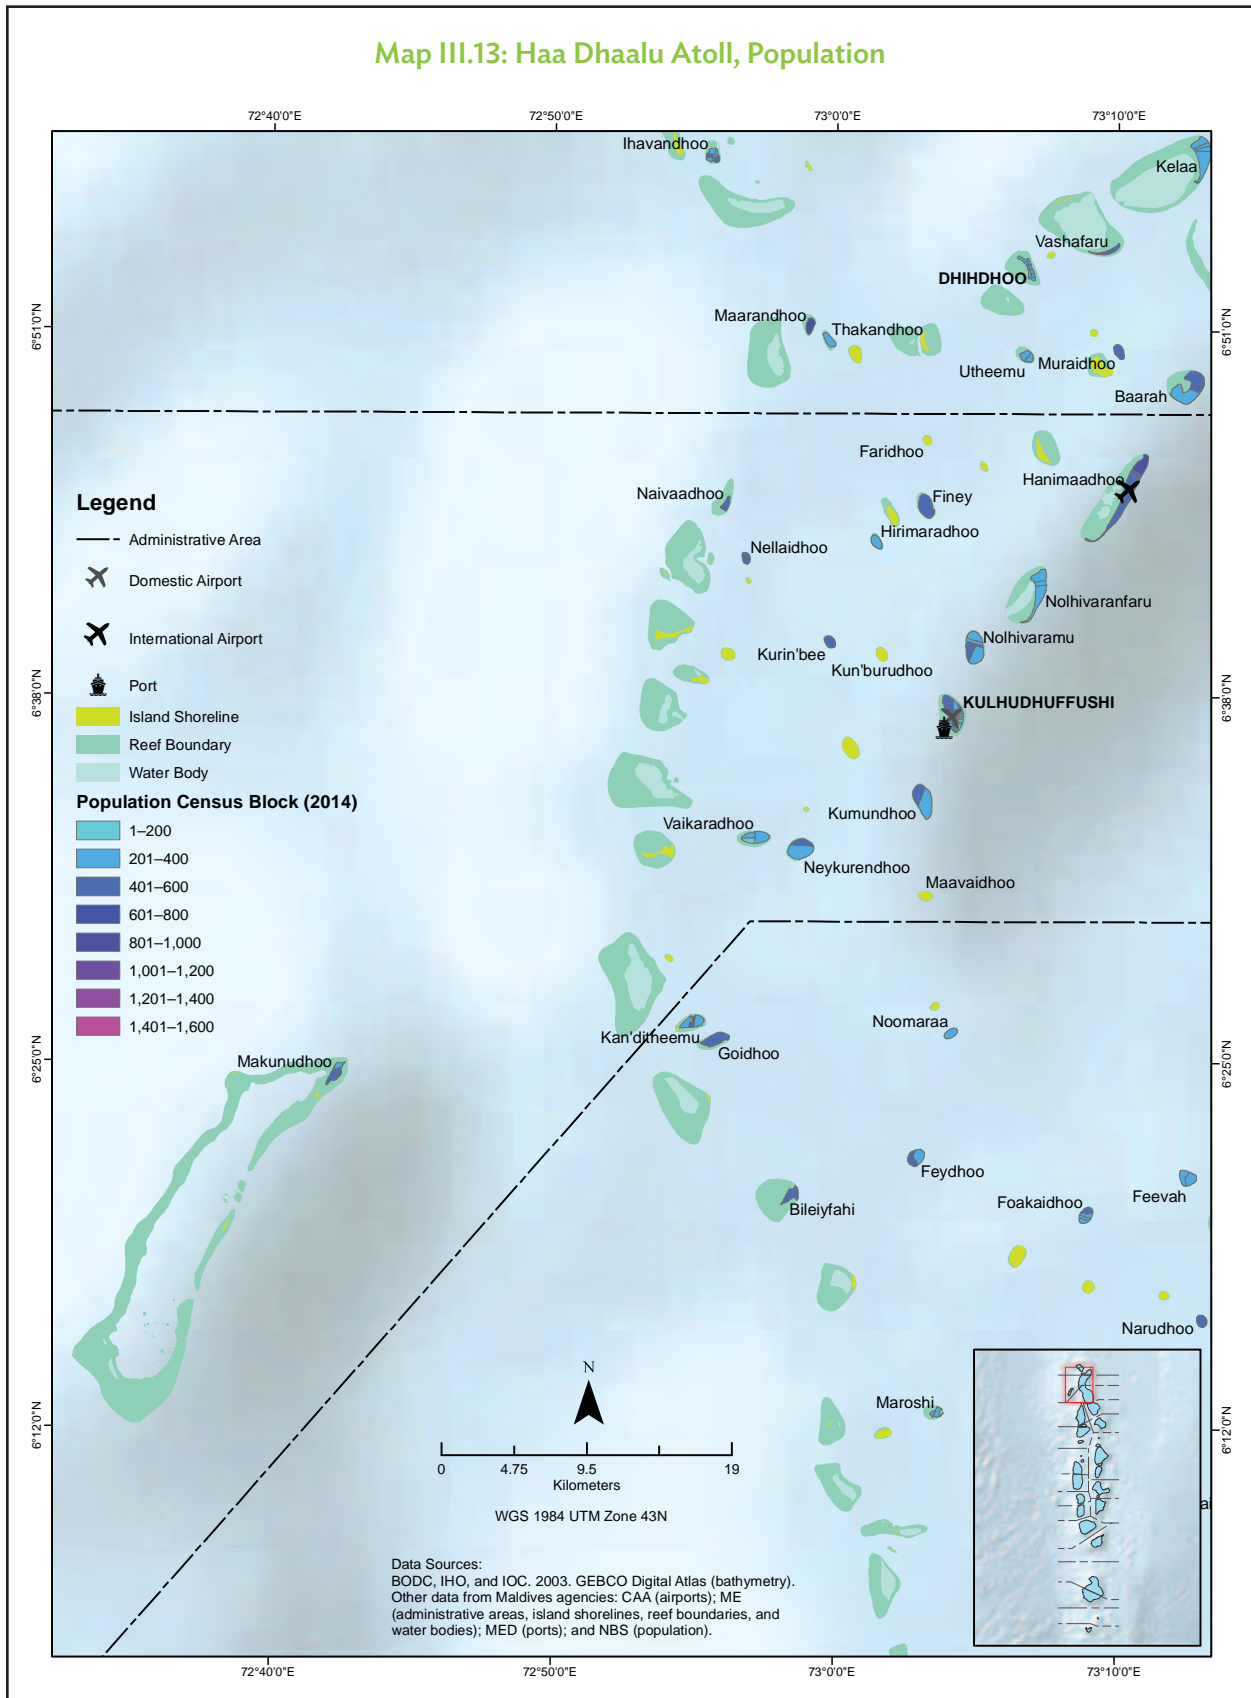 Map III.13: Haa Dhaalu Atoll, Population
72°40'0"E
72°50'0"E
73°0'0"E
73°10'0"E
Ihavandhoo
Kelaa
Vashafaru
DHIHDHOO
Maarandhoo
Thakandhoo
6°51'0"N
6°51'0"N
Utheemu
Muraidhoo
Baarah
Faridhoo
Hanimaadhoo
Naivaadhoo
Finey
Hirimaradhoo
Nellaidhoo
Nolhivaranfaru
Nolhivaramu
Kurin'bee
Kun'burudhoo
6°38'0"N
6°38'0"N
KULHUDHUFFUSHI
Kumundhoo
Vaikaradhoo
Neykurendhoo
Maavaidhoo
Legend
Administrative Area
Domestic Airport
International Airport
Port
Island Shoreline
Reef Boundary
Water Body
Population Census Block (2014)
1–200
201–400
401–600
601–800
801–1,000
1,001–1,200
1,201–1,400
1,401–1,600
Noomaraa
Kan'ditheemu
Goidhoo
Makunudhoo
6°25'0"N
6°25'0"N
Feydhoo
Foakaidhoo
Feevah
Bileiyfahi
Narudhoo
Maroshi
6°12'0"N
6°12'0"N
N
0
4.75
9.5
19
Kilometers
WGS 1984 UTM Zone 43N
ai
Data Sources:
BODC, IHO, and IOC. 2003. GEBCO Digital Atlas (bathymetry).
Other data from Maldives agencies: CAA (airports); ME
(administrative areas, island shorelines, reef boundaries, and
water bodies); MED (ports); and NBS (population).
72°40'0"E
72°50'0"E
73°0'0"E
73°10'0"E